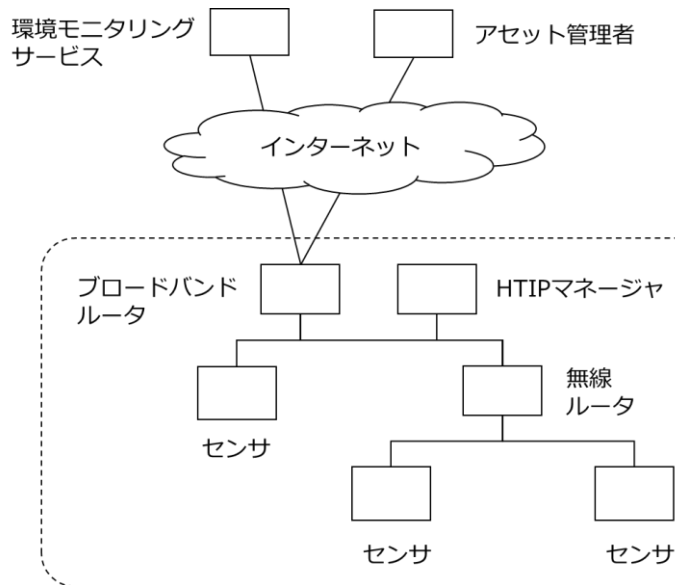 環境モニタリング
サービス
アセット管理者
インターネット
ブロードバンド
ルータ
HTIPマネージャ
センサ
無線
ルータ
センサ
センサ